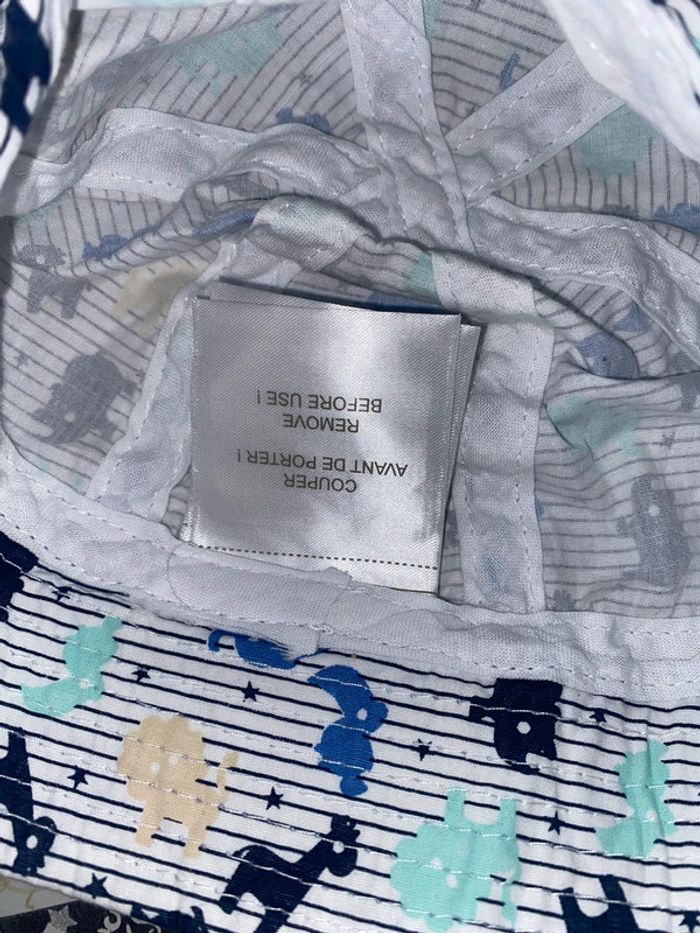 COUPER
AVANT DE PORTER !
REMOVE
BEFORE USE !